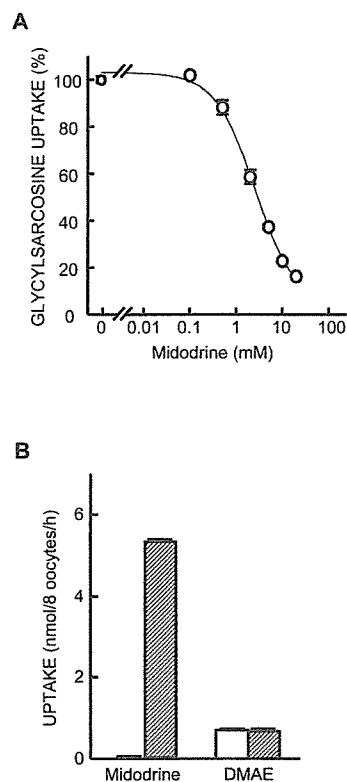 A
GLYCYLSARCOSINE UPTAKE (%)
100
80
60
40
20
0
0 0.01 0.1 1 10 100
Midodrine (mM)
B
UPTAKE (nmol/8 oocytes/h)
6
4
2
0
Midodrine DMAE